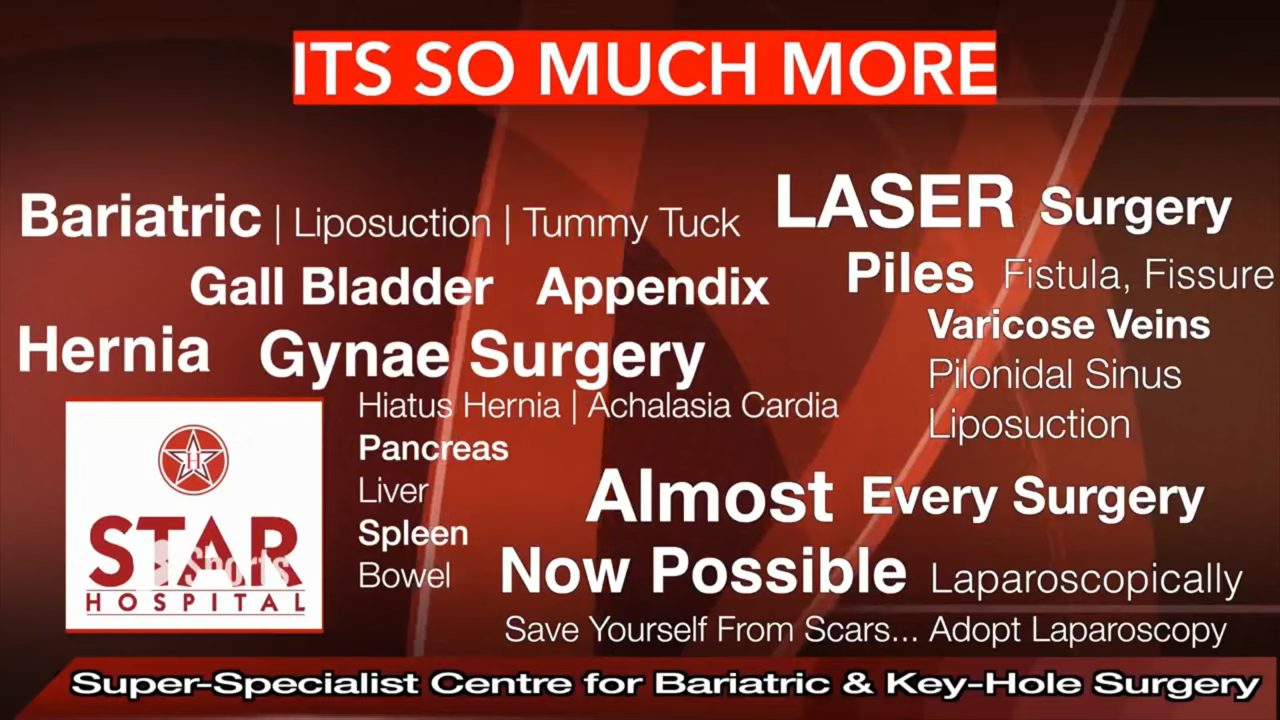 ITS SO MUCH MORE
Bariatric | Liposuction | Tummy Tuck
Gall Bladder Appendix
Hernia Gynae Surgery
Hiatus Hernia | Achalasia Cardia
Pancreas
Liver
Spleen
Bowel
LASER Surgery
Piles Fistula, Fissure
Varicose Veins
Pilonidal Sinus
Liposuction
Almost Every Surgery
Now Possible Laparoscopically
Save Yourself From Scars... Adopt Laparoscopy
H
STAR
Sports
HOSPITAL
Super-Specialist Centre for Bariatric & Key-Hole Surgery